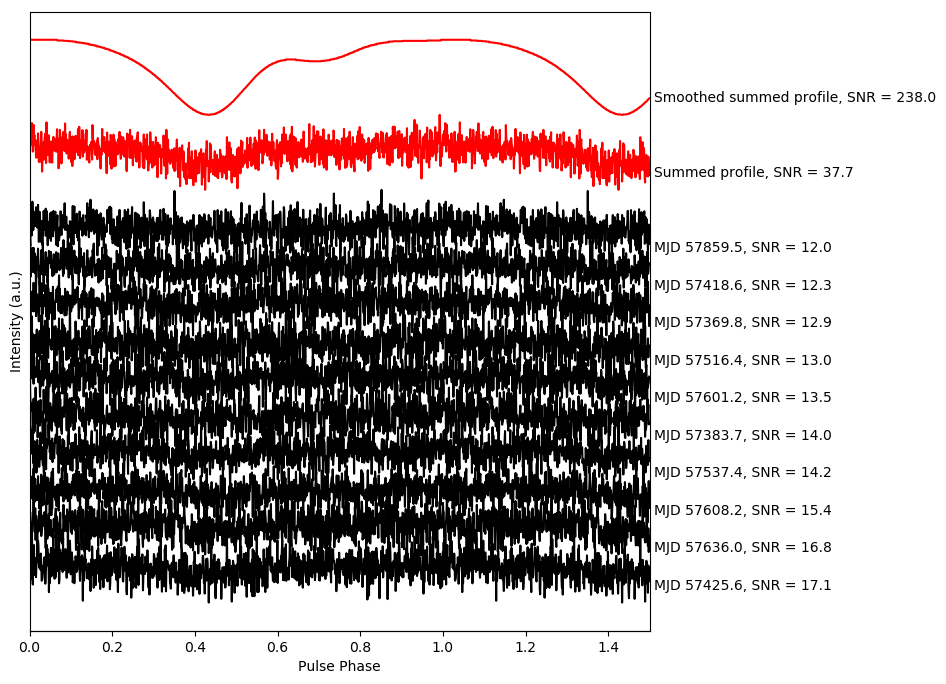 Smoothed summed profile, SNR = 238.0
Summed profile, SNR = 37.7
MJD 57859.5, SNR = 12.0
MJD 57418.6, SNR = 12.3
MJD 57369.8, SNR = 12.9
MJD 57516.4, SNR = 13.0
MJD 57601.2, SNR = 13.5
MJD 57383.7, SNR = 14.0
MJD 57537.4, SNR = 14.2
MJD 57608.2, SNR = 15.4
MJD 57636.0, SNR = 16.8
MJD 57425.6, SNR = 17.1
Intensity (a.u.)
0.0 0.2 0.4 0.6 0.8 1.0 1.2 1.4
Pulse Phase